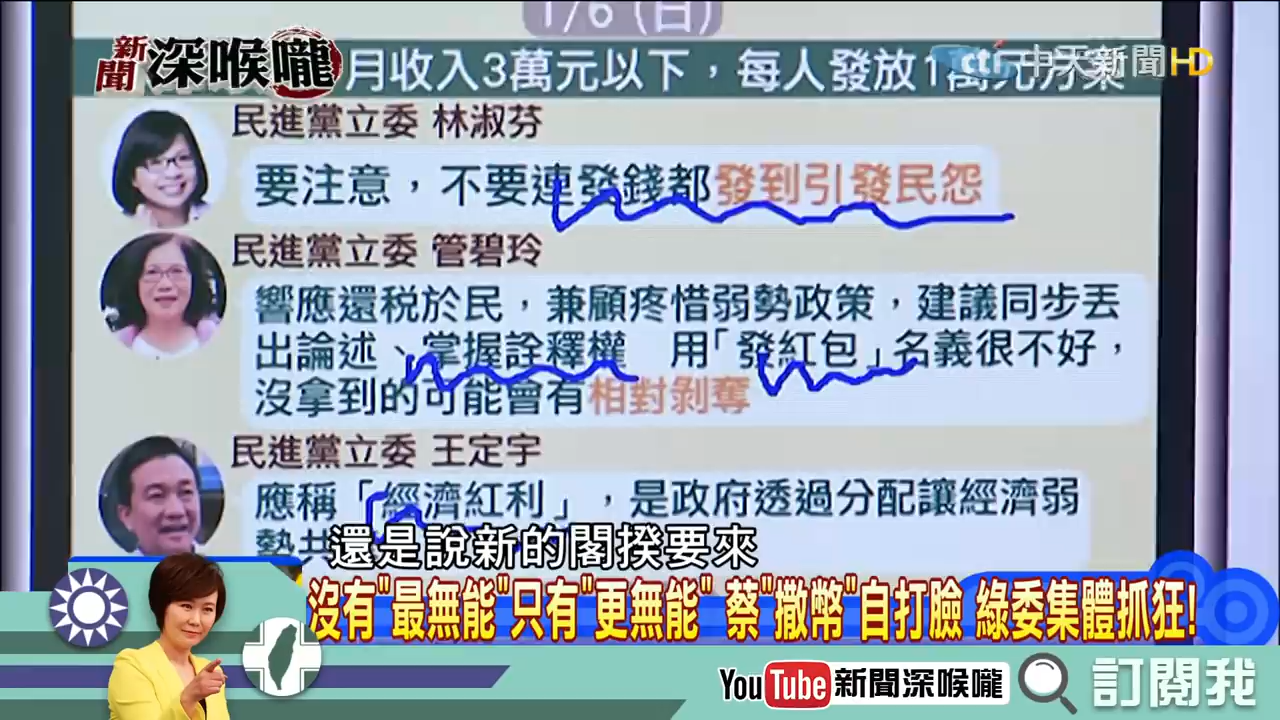 1/6(日)
新聞深喉嚨
月收入3萬元以下，每人發放1萬元方案
cti中天新聞HD
民進黨立委 林淑芬
要注意，不要連發錢都發到引發民怨
民進黨立委 管碧玲
響應還稅於民，兼顧疼惜弱勢政策，建議同步丟
出論述、掌握詮釋權 用「發紅包」名義很不好，
沒拿到的可能會有相對剝奪
民進黨立委 王定宇
應稱「經濟紅利」，是政府透過分配讓經濟弱
勢共
還是說新的閣揆要來
沒有"最無能"只有"更無能" 蔡"撒幣"自打臉 綠委集體抓狂!
YouTube新聞深喉嚨 訂閱我